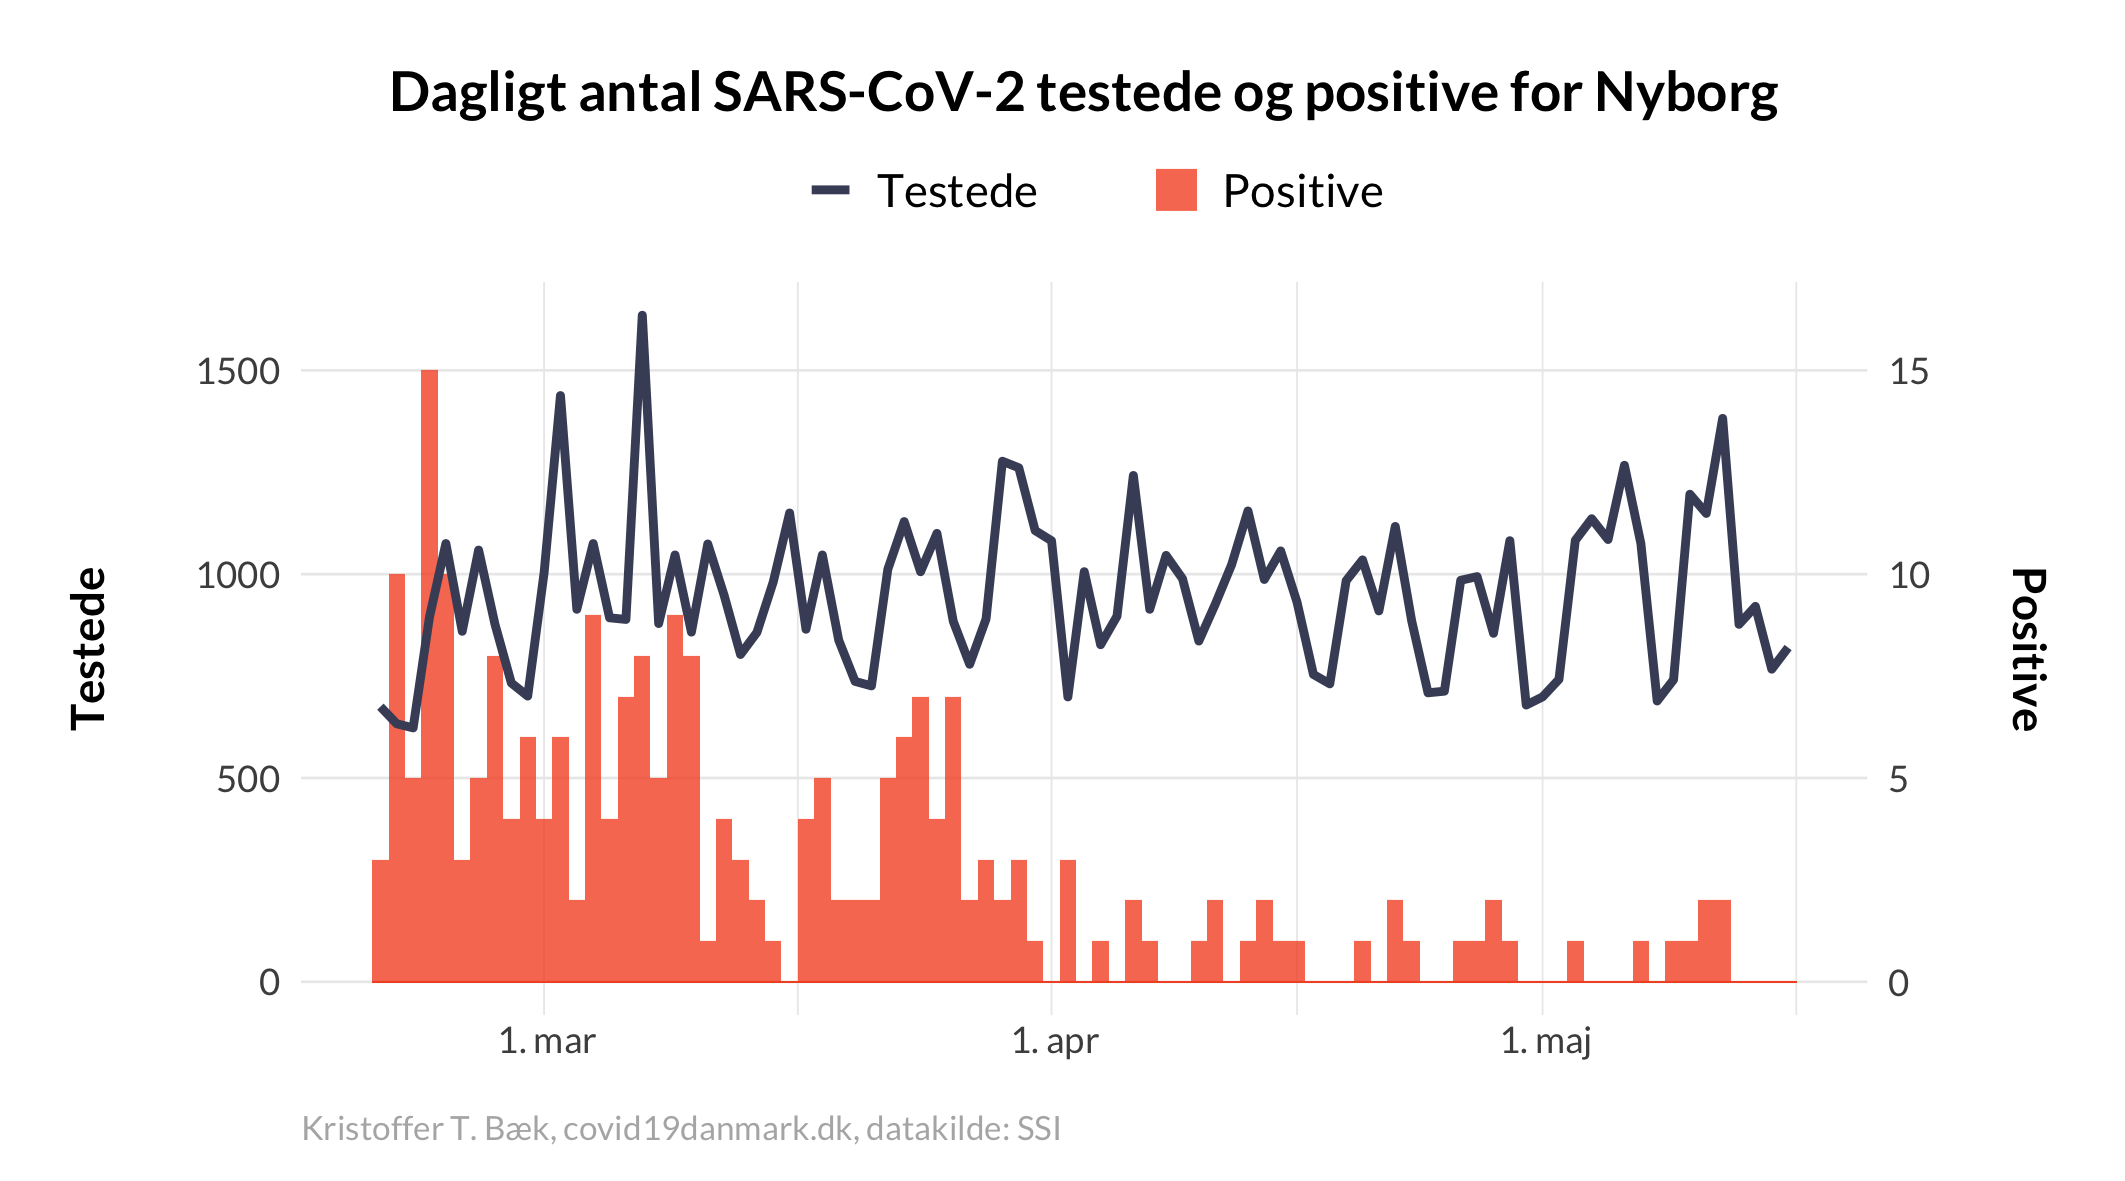 Dagligt antal SARS-CoV-2 testede og positive for Nyborg
Testede
Positive
1500
1000
500
0
Testede
15
10
5
0
Positive
1. mar
1. apr
1. maj
Kristoffer T. Bæk, covid19danmark.dk, datakilde: SSI